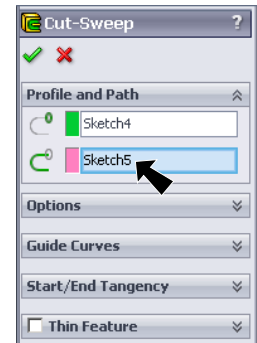 Cut-Sweep ?
Profile and Path
Sketch4
Sketch5
Options
Guide Curves
Start/End Tangency
Thin Feature